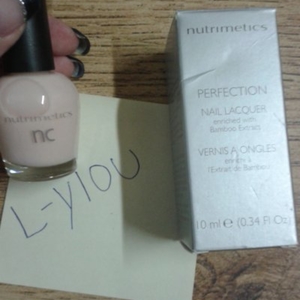 nutrimetics
nc
L-ylou
nutrimetics
PERFECTION
NAIL LACQUER
enriched with
Bamboo Extract
VERNIS A ONGLES
enrichi à
l'Extrait de Bambou
10 ml e (0.34 Fl Oz)